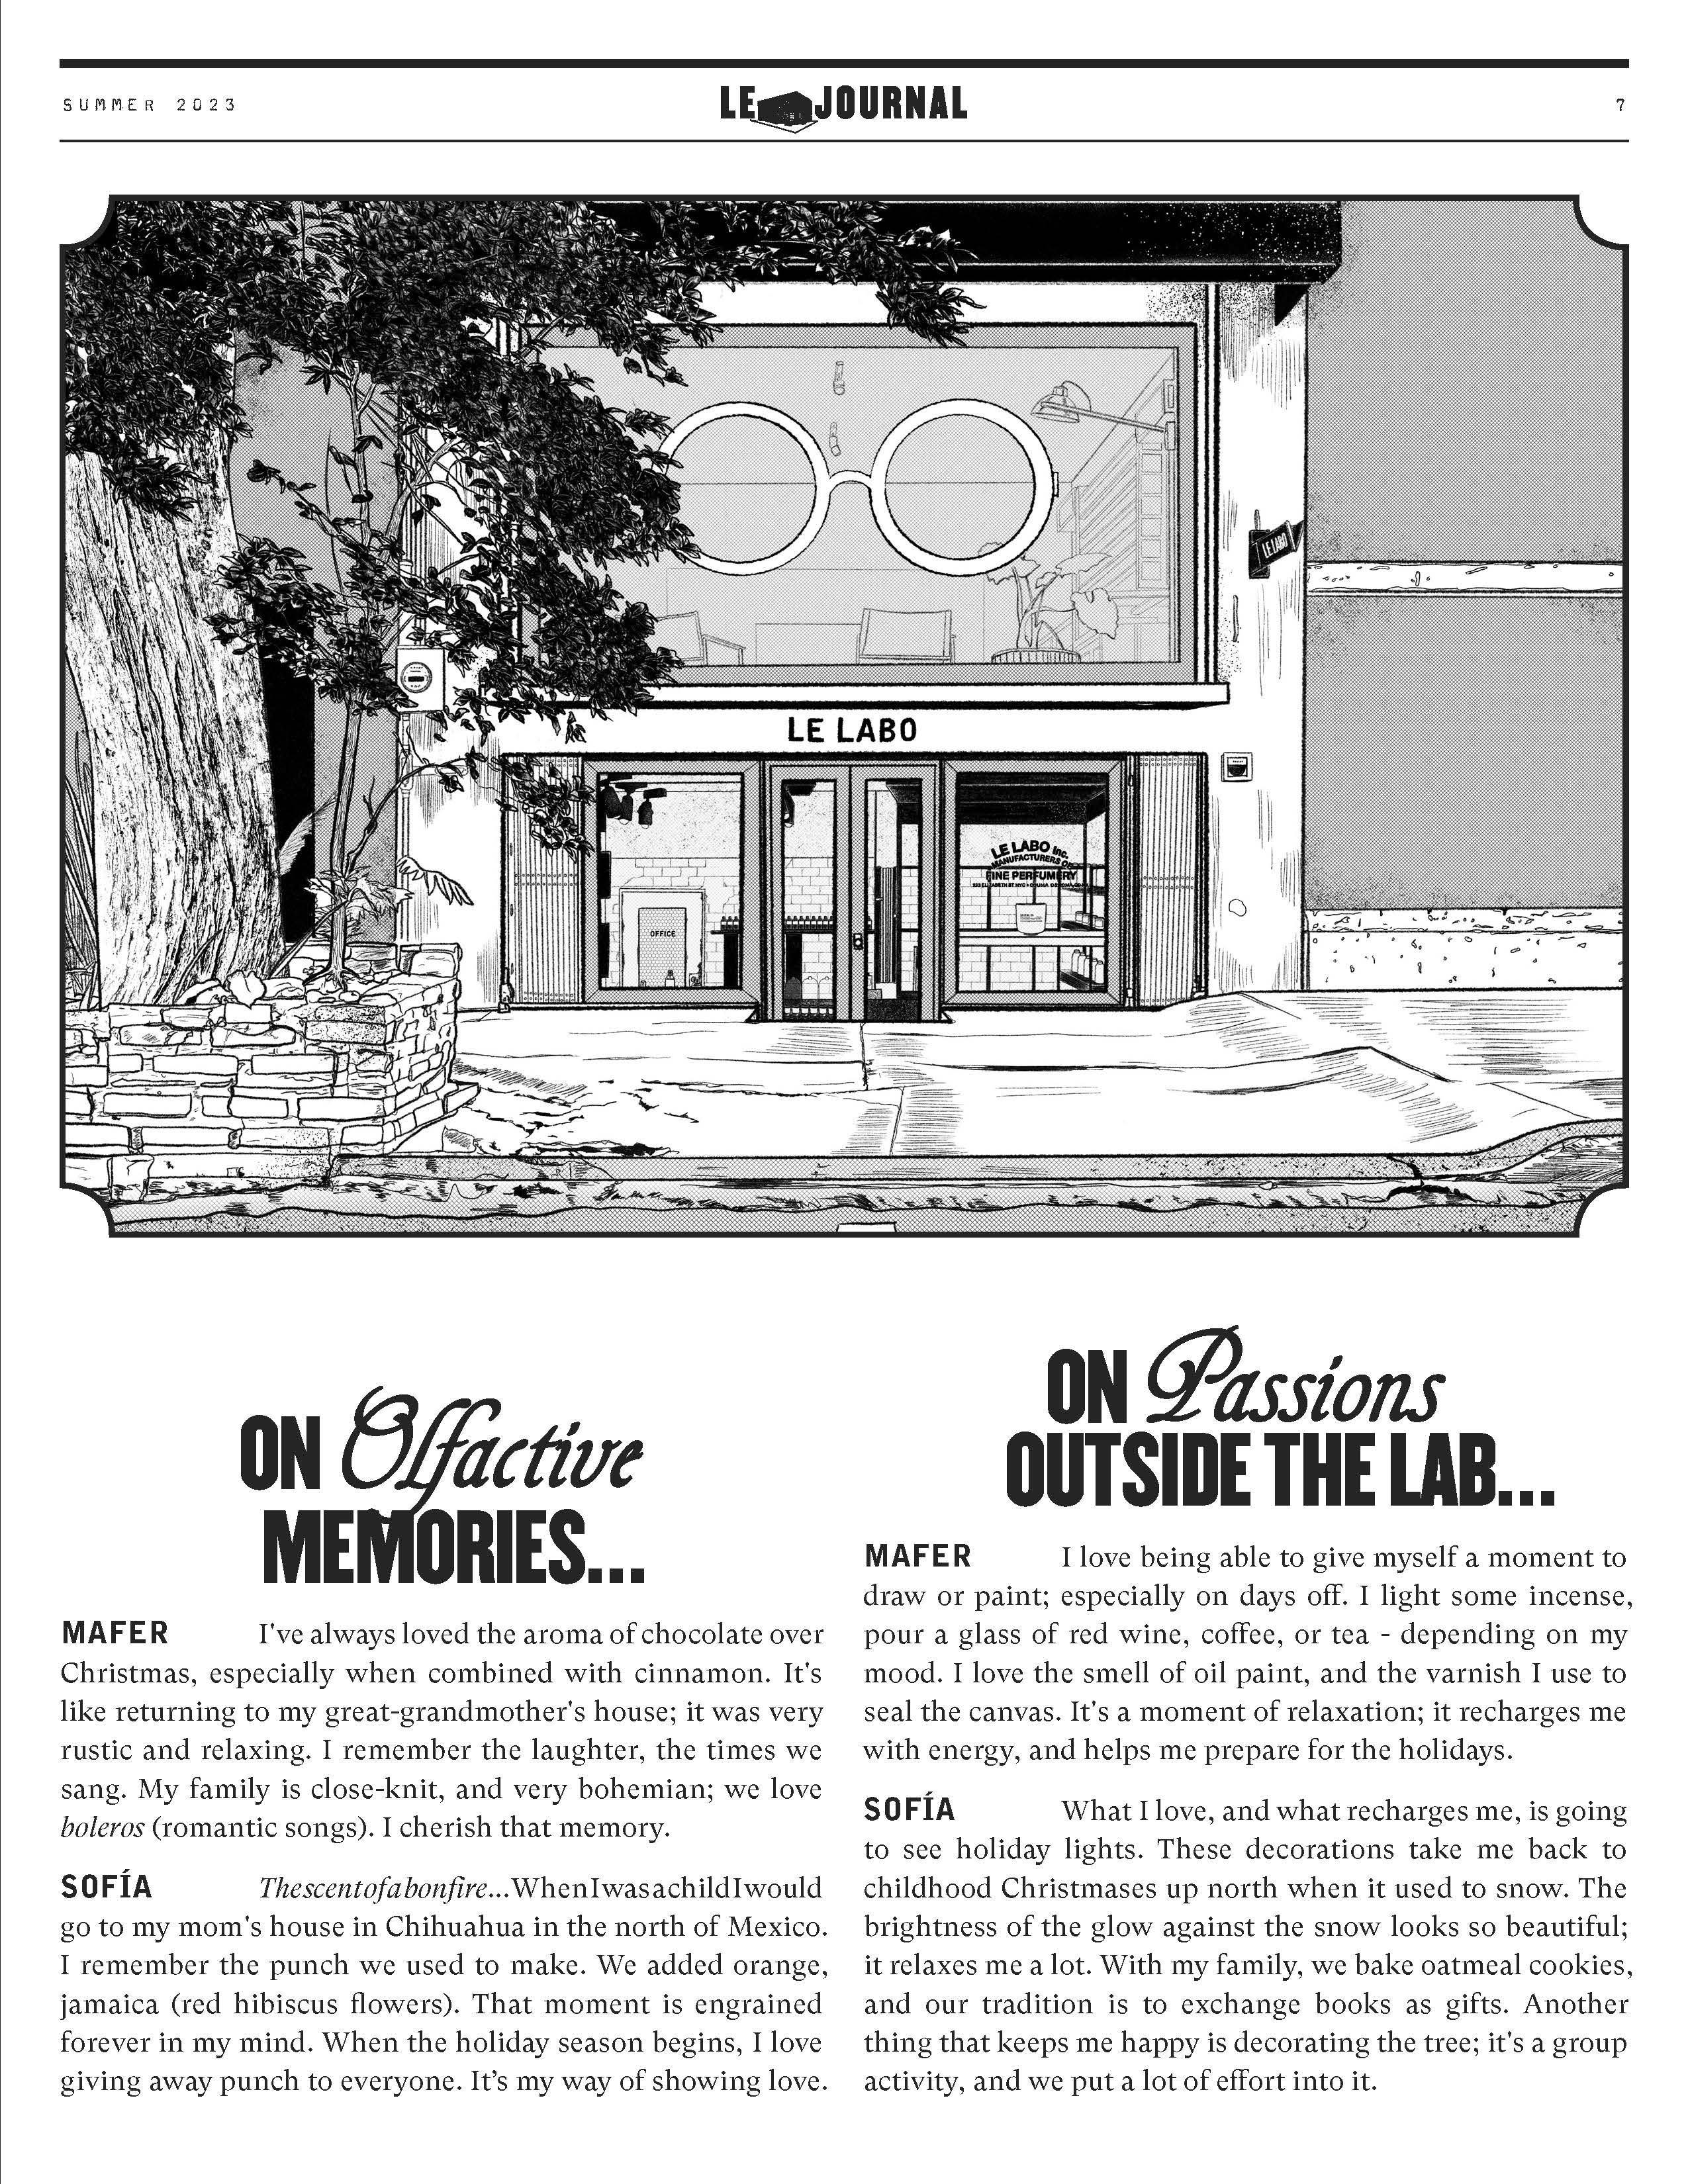 SUMMER 2023
LE JOURNAL
7
LE LABO
LE LABO
LE LABO Inc.
MANUFACTURERS OF
FINE PERFUMERY
OFFICE
ON Olfactive
MEMORIES...
MAFER I've always loved the aroma of chocolate over
Christmas, especially when combined with cinnamon. It's
like returning to my great-grandmother's house; it was very
rustic and relaxing. I remember the laughter, the times we
sang. My family is close-knit, and very bohemian; we love
boleros (romantic songs). I cherish that memory.
SOFÍA The scent of a bonfire... When I was a child I would
go to my mom's house in Chihuahua in the north of Mexico.
I remember the punch we used to make. We added orange,
jamaica (red hibiscus flowers). That moment is engrained
forever in my mind. When the holiday season begins, I love
giving away punch to everyone. It’s my way of showing love.
ON Passions
OUTSIDE THE LAB...
MAFER I love being able to give myself a moment to
draw or paint; especially on days off. I light some incense,
pour a glass of red wine, coffee, or tea - depending on my
mood. I love the smell of oil paint, and the varnish I use to
seal the canvas. It's a moment of relaxation; it recharges me
with energy, and helps me prepare for the holidays.
SOFÍA What I love, and what recharges me, is going
to see holiday lights. These decorations take me back to
childhood Christmases up north when it used to snow. The
brightness of the glow against the snow looks so beautiful;
it relaxes me a lot. With my family, we bake oatmeal cookies,
and our tradition is to exchange books as gifts. Another
thing that keeps me happy is decorating the tree; it's a group
activity, and we put a lot of effort into it.